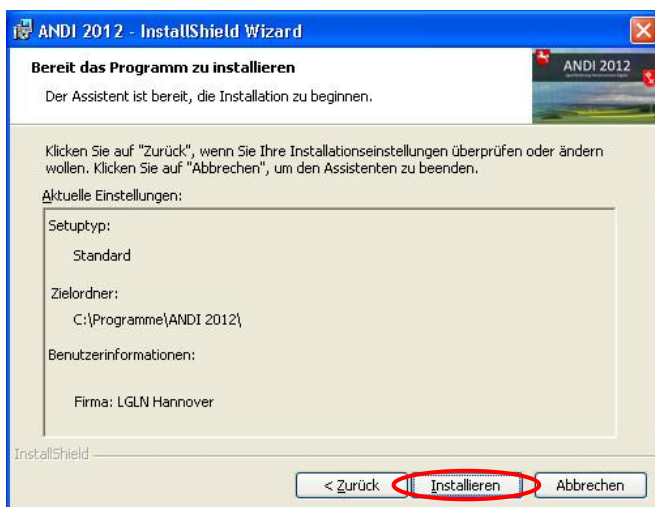 ANDI 2012 - InstallShield Wizard
Bereit das Programm zu installieren
Der Assistent ist bereit, die Installation zu beginnen.
ANDI 2012
Klicken Sie auf "Zurück", wenn Sie Ihre Installationseinstellungen überprüfen oder ändern
wollen. Klicken Sie auf "Abbrechen", um den Assistenten zu beenden.
Aktuelle Einstellungen:
Setuptyp:
Standard
Zielordner:
C:\Programme\ANDI 2012\
Benutzerinformationen:
Firma: LGLN Hannover
InstallShield
< Zurück
Installieren
Abbrechen